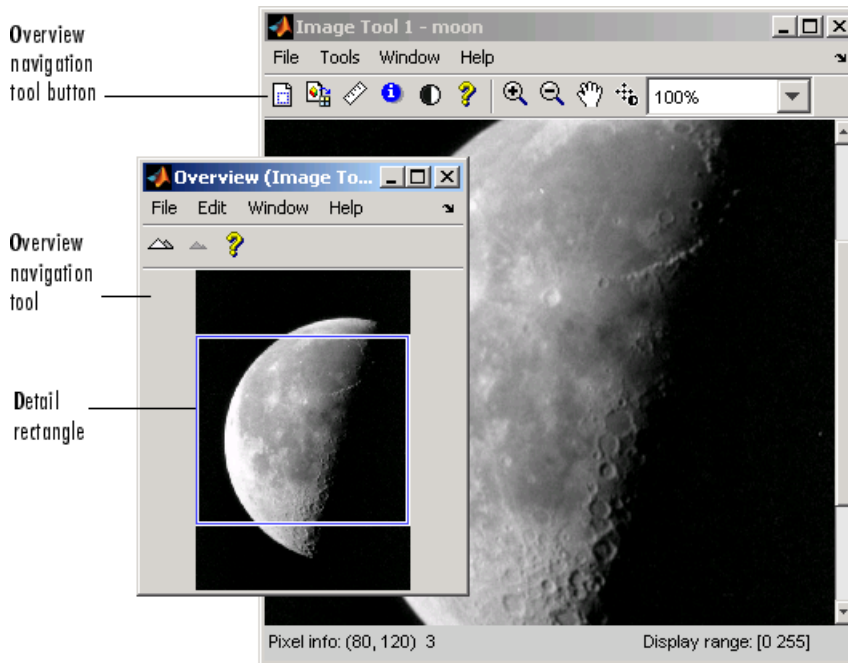 Overview
navigation
tool button
Image Tool 1 - moon
File Tools Window Help
100%
Overview (Image To...
File Edit Window Help
Overview
navigation
tool
Detail
rectangle
Pixel info: (80, 120) 3
Display range: [0 255]